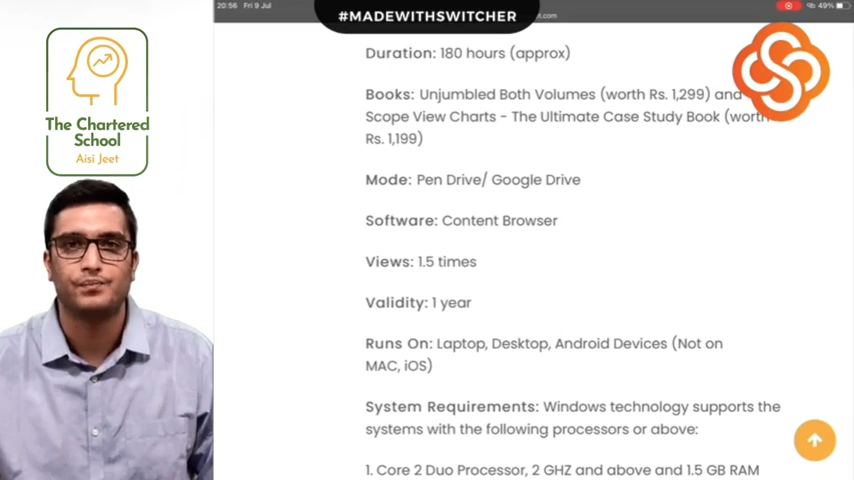 20:56 Fri 9 Jul
#MADEWITHSWITCHER
49%
The Chartered
School
Aisi Jeet
Duration: 180 hours (approx)
Books: Unjumbled Both Volumes (worth Rs. 1,299) and
Scope View Charts - The Ultimate Case Study Book (worth
Rs. 1,199)
Mode: Pen Drive/ Google Drive
Software: Content Browser
Views: 1.5 times
Validity: 1 year
Runs On: Laptop, Desktop, Android Devices (Not on
MAC, iOS)
System Requirements: Windows technology supports the
systems with the following processors or above:
1. Core 2 Duo Processor, 2 GHZ and above and 1.5 GB RAM